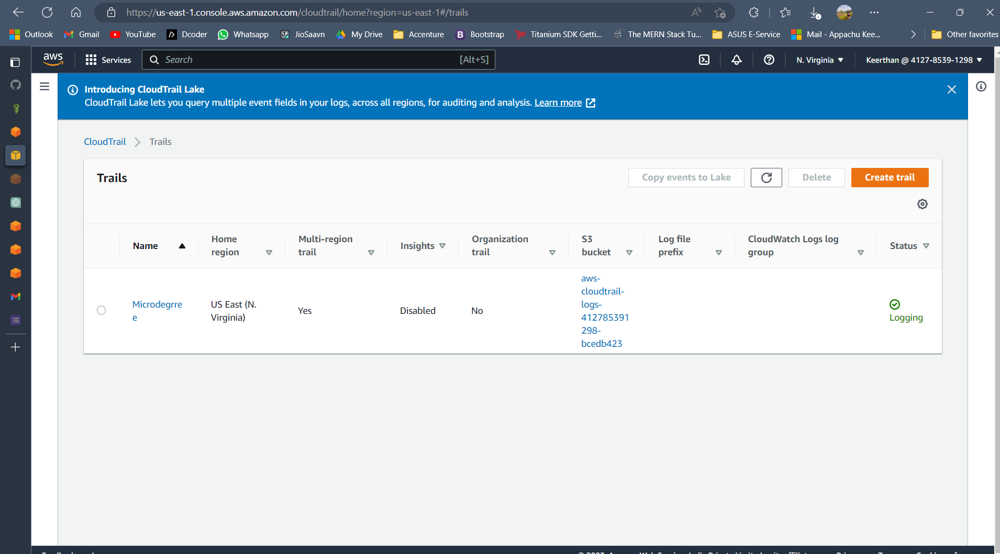 https://us-east-1.console.aws.amazon.com/cloudtrail/home?region=us-east-1#/trails
Outlook Gmail YouTube Dcoder Whatsapp JioSaavn My Drive Accenture Bootstrap Titanium SDK Getti... The MERN Stack Tu... ASUS E-Service Mail - Appachu Kee... Other favorites
aws Services Search [Alt+S] N. Virginia Keerthan @ 4127-8539-1298
Introducing CloudTrail Lake
CloudTrail Lake lets you query multiple event fields in your logs, across all regions, for auditing and analysis. Learn more
CloudTrail Trails
Trails
Copy events to Lake Delete Create trail
Name
Home
region
Multi-region
trail
Insights
Organization
trail
S3
bucket
Log file
prefix
CloudWatch Logs log
group
Status
Microdegrre
e
US East (N.
Virginia)
Yes
Disabled
No
aws-
cloudtrail-
logs-
412785391
298-
bcedb423
Logging